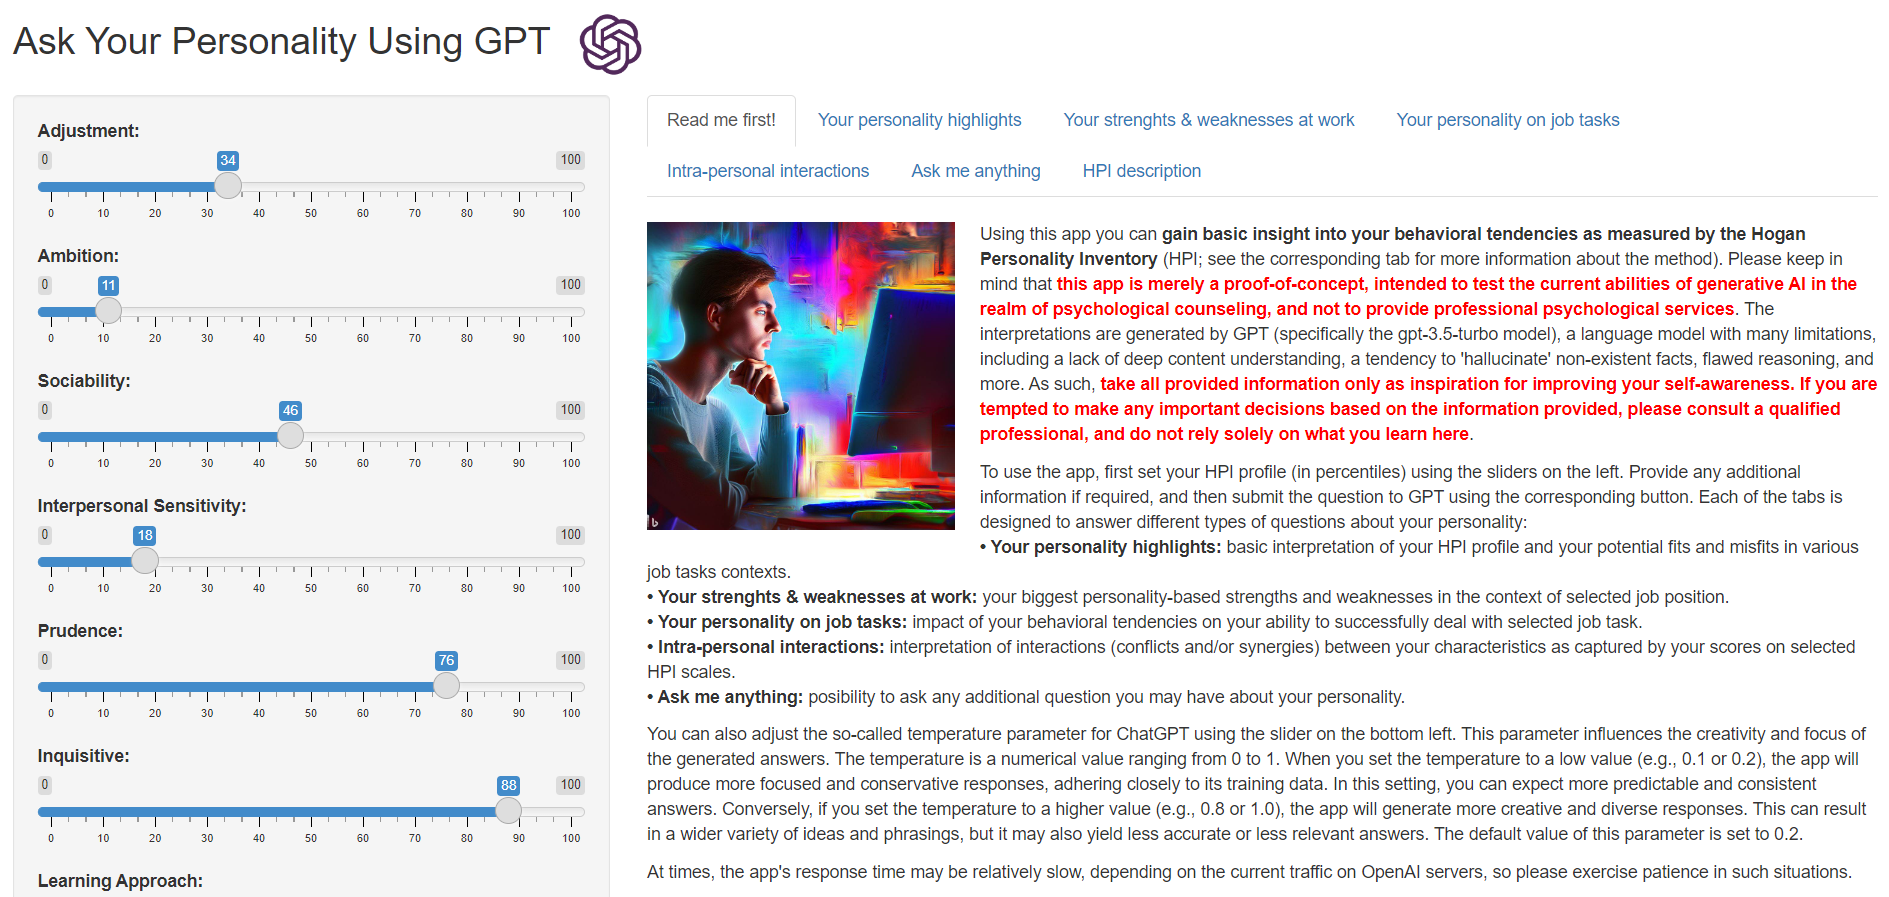 Ask Your Personality Using GPT
Adjustment:
0 34 100
0 10 20 30 40 50 60 70 80 90 100
Ambition:
0 11 100
0 10 20 30 40 50 60 70 80 90 100
Sociability:
0 46 100
0 10 20 30 40 50 60 70 80 90 100
Interpersonal Sensitivity:
0 18 100
0 10 20 30 40 50 60 70 80 90 100
Prudence:
0 76 100
0 10 20 30 40 50 60 70 80 90 100
Inquisitive:
0 88 100
0 10 20 30 40 50 60 70 80 90 100
Learning Approach:
Read me first! Your personality highlights Your strenghts & weaknesses at work Your personality on job tasks
Intra-personal interactions Ask me anything HPI description
Using this app you can gain basic insight into your behavioral tendencies as measured by the Hogan
Personality Inventory (HPI; see the corresponding tab for more information about the method). Please keep in
mind that this app is merely a proof-of-concept, intended to test the current abilities of generative AI in the
realm of psychological counseling, and not to provide professional psychological services. The
interpretations are generated by GPT (specifically the gpt-3.5-turbo model), a language model with many limitations,
including a lack of deep content understanding, a tendency to 'hallucinate' non-existent facts, flawed reasoning, and
more. As such, take all provided information only as inspiration for improving your self-awareness. If you are
tempted to make any important decisions based on the information provided, please consult a qualified
professional, and do not rely solely on what you learn here.
To use the app, first set your HPI profile (in percentiles) using the sliders on the left. Provide any additional
information if required, and then submit the question to GPT using the corresponding button. Each of the tabs is
designed to answer different types of questions about your personality:
• Your personality highlights: basic interpretation of your HPI profile and your potential fits and misfits in various
job tasks contexts.
• Your strenghts & weaknesses at work: your biggest personality-based strengths and weaknesses in the context of selected job position.
• Your personality on job tasks: impact of your behavioral tendencies on your ability to successfully deal with selected job task.
• Intra-personal interactions: interpretation of interactions (conflicts and/or synergies) between your characteristics as captured by your scores on selected
HPI scales.
• Ask me anything: posibility to ask any additional question you may have about your personality.
You can also adjust the so-called temperature parameter for ChatGPT using the slider on the bottom left. This parameter influences the creativity and focus of
the generated answers. The temperature is a numerical value ranging from 0 to 1. When you set the temperature to a low value (e.g., 0.1 or 0.2), the app will
produce more focused and conservative responses, adhering closely to its training data. In this setting, you can expect more predictable and consistent
answers. Conversely, if you set the temperature to a higher value (e.g., 0.8 or 1.0), the app will generate more creative and diverse responses. This can result
in a wider variety of ideas and phrasings, but it may also yield less accurate or less relevant answers. The default value of this parameter is set to 0.2.
At times, the app's response time may be relatively slow, depending on the current traffic on OpenAI servers, so please exercise patience in such situations.